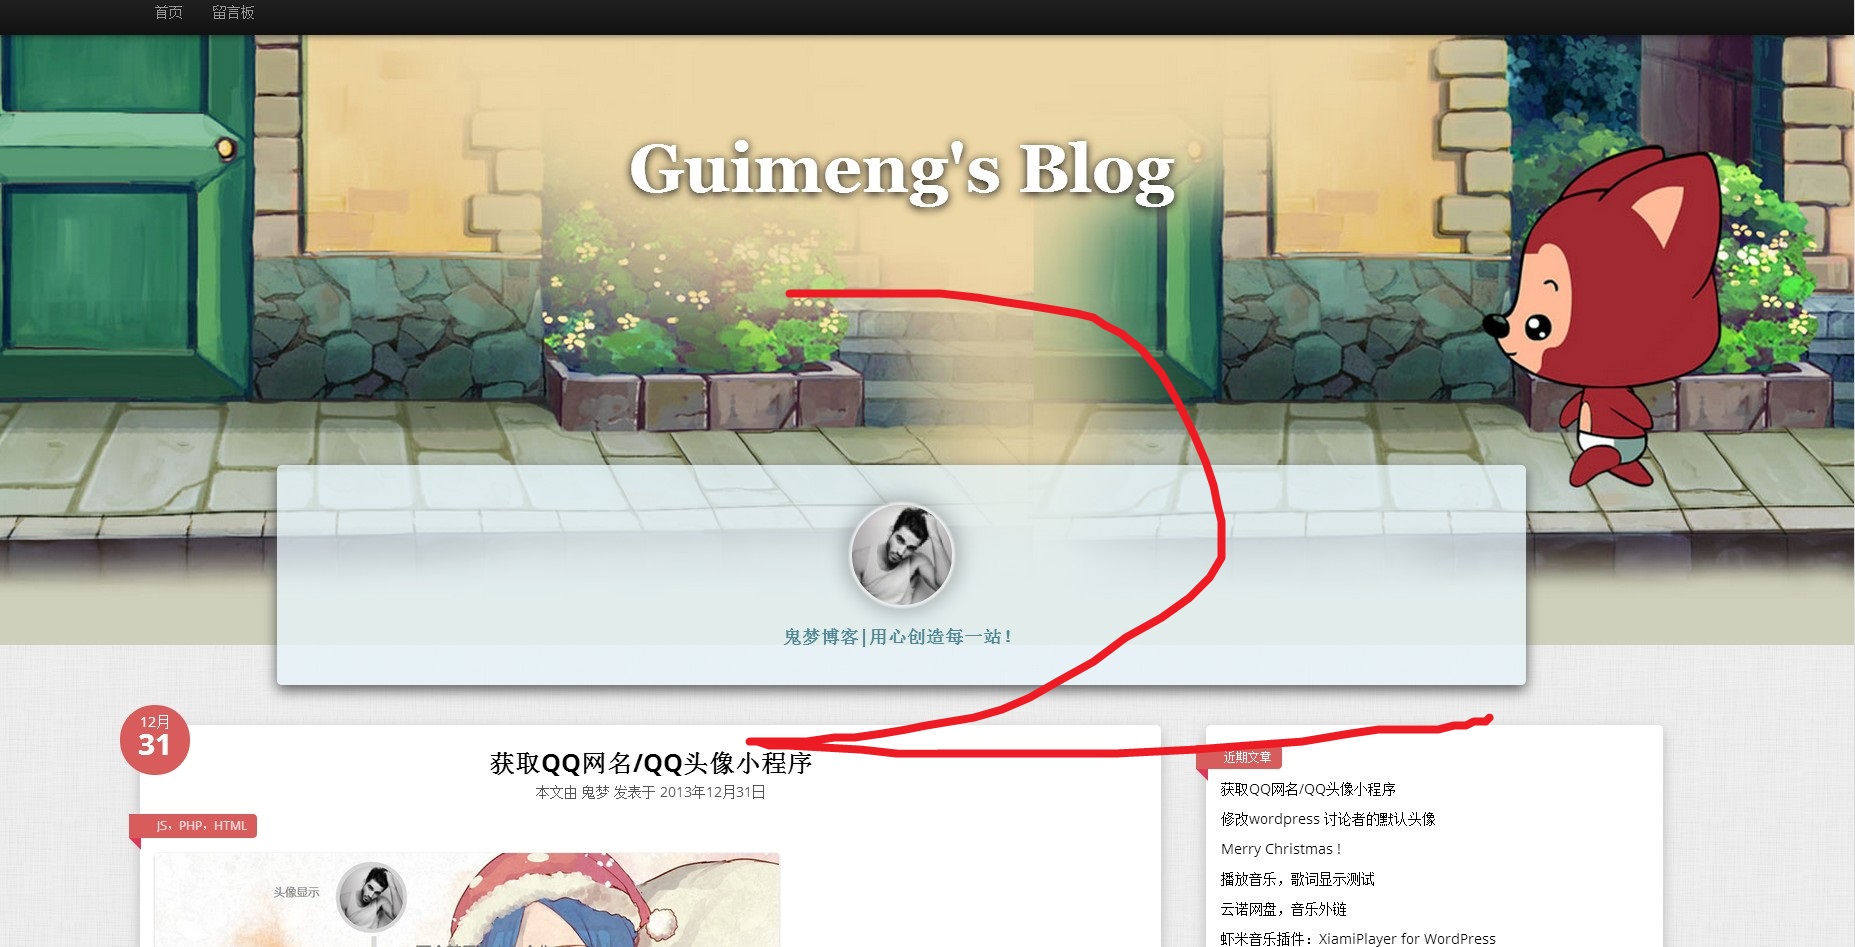 首页 留言板
Guimeng's Blog
鬼梦博客|用心创造每一站！
12月
31
获取QQ网名/QQ头像小程序
本文由 鬼梦 发表于 2013年12月31日
JS，PHP，HTML
头像显示
近期文章
获取QQ网名/QQ头像小程序
修改wordpress 讨论者的默认头像
Merry Christmas !
播放音乐，歌词显示测试
云诺网盘，音乐外链
虾米音乐插件：XiamiPlayer for WordPress